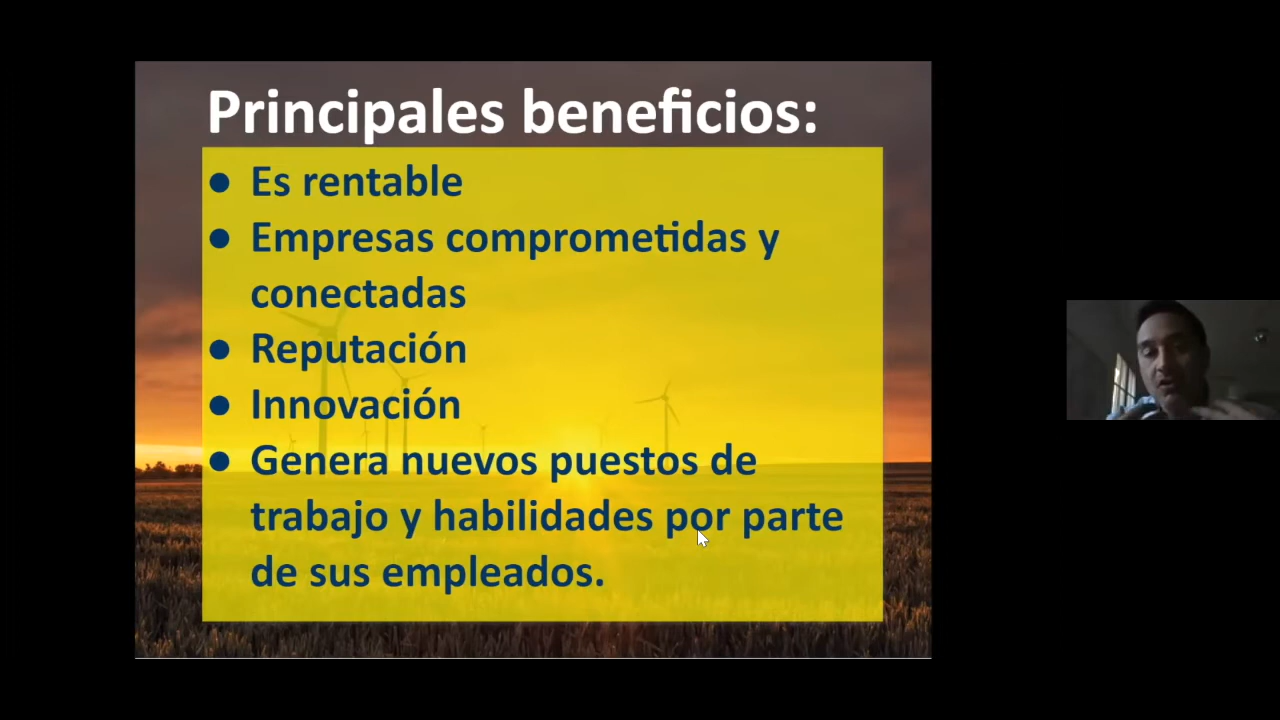 Principales beneficios:
● Es rentable
● Empresas comprometidas y
conectadas
● Reputación
● Innovación
● Genera nuevos puestos de
trabajo y habilidades por parte
de sus empleados.